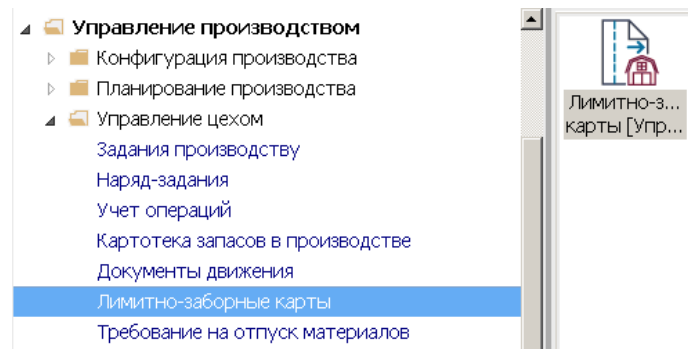 Управление производством
Конфигурация производства
Планирование производства
Управление цехом
Задания производству
Наряд-задания
Учет операций
Картотека запасов в производстве
Документы движения
Лимитно-заборные карты
Требование на отпуск материалов
Лимитно-з...
карты [Упр...